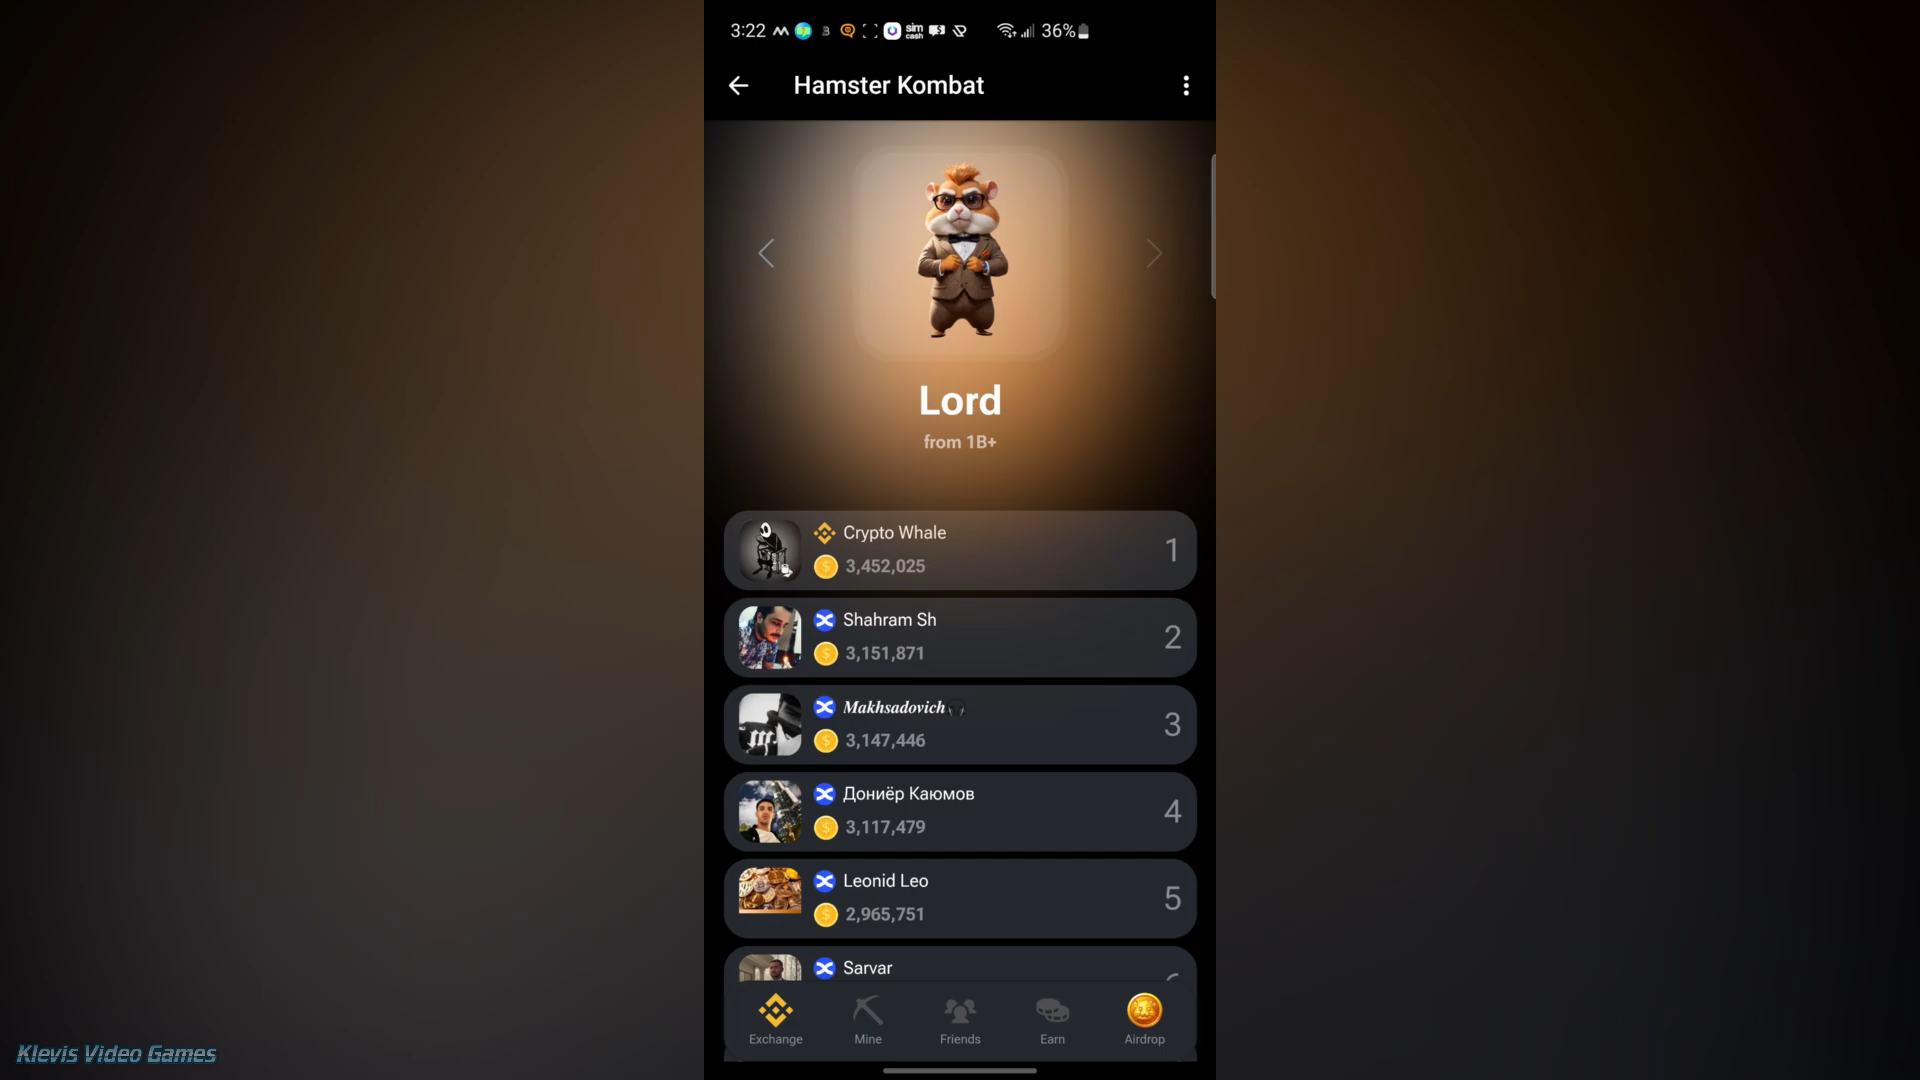 3:22
sim
cash
36%
Hamster Kombat
Lord
from 1B+
Crypto Whale
3,452,025
1
Shahram Sh
3,151,871
2
Makhsadovich
3,147,446
3
Дониёр Каюмов
3,117,479
4
Leonid Leo
2,965,751
5
Sarvar
Exchange
Mine
Friends
Earn
Airdrop
Klevis Video Games